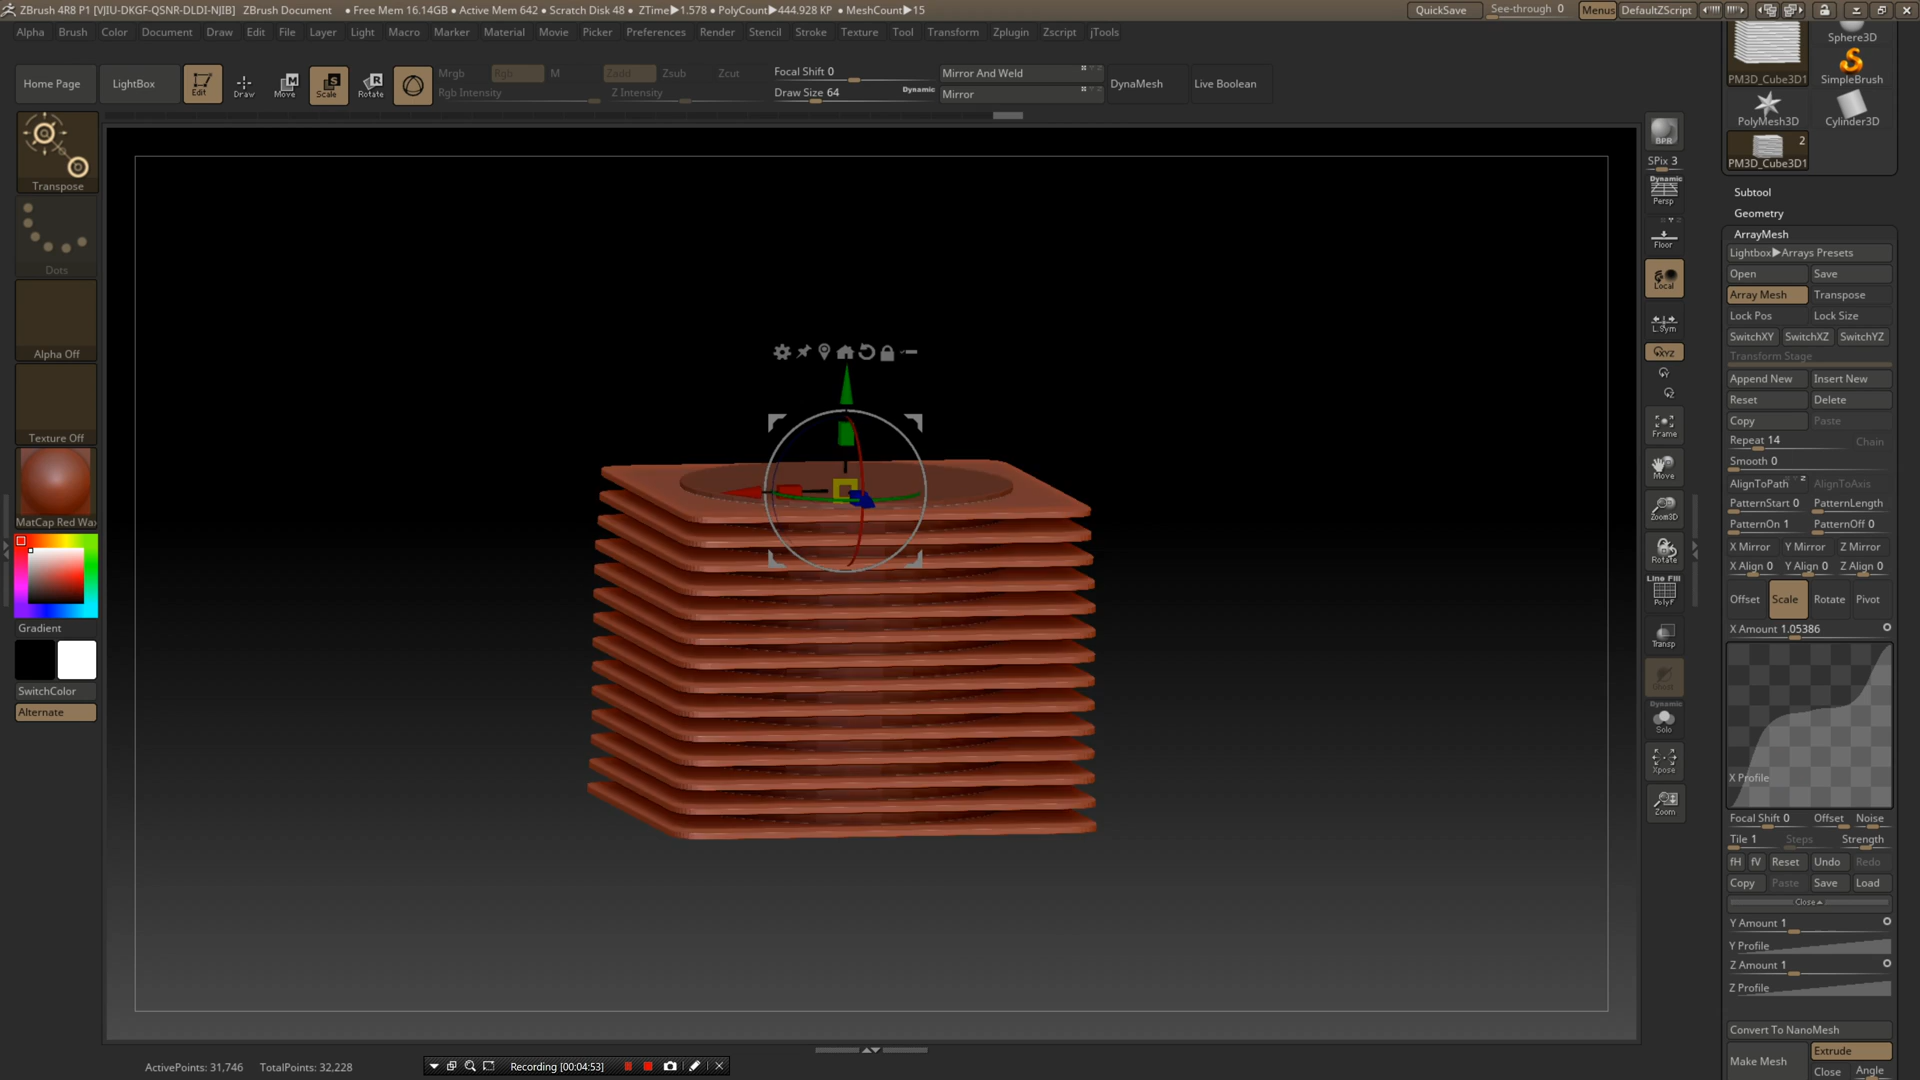 ZBrush 4R8 P1 [VJIU-DKGF-QSNR-DLDI-NJIB] ZBrush Document ● Free Mem 16.14GB ● Active Mem 642 ● Scratch Disk 48 ● ZTime▶1.578 ● PolyCount▶444.928 KP ● MeshCount▶15 QuickSave See-through 0 Menus DefaultZScript
Alpha Brush Color Document Draw Edit File Layer Light Macro Marker Material Movie Picker Preferences Render Stencil Stroke Texture Tool Transform Zplugin Zscript jTools
Home Page LightBox Edit Draw Move Scale Rotate
Mrgb Rgb M Zadd Zsub Zcut
Rgb Intensity Z Intensity
Focal Shift 0
Draw Size 64 Dynamic
Mirror And Weld
Mirror
DynaMesh Live Boolean
Transpose
Dots
Alpha Off
Texture Off
MatCap Red Wax
Gradient
SwitchColor
Alternate
BPR
SPix 3
Dynamic
Persp
Floor
Local
L.Sym
XYZ
Frame
Move
Zoom3D
Rotate
Line Fill
PolyF
Transp
Ghost
Dynamic
Solo
Xpose
Zoom
Sphere3D
PM3D_Cube3D1 SimpleBrush
PolyMesh3D Cylinder3D
2
PM3D_Cube3D1
Subtool
Geometry
ArrayMesh
Lightbox▶Arrays Presets
Open Save
Array Mesh Transpose
Lock Pos Lock Size
SwitchXY SwitchXZ SwitchYZ
Transform Stage
Append New Insert New
Reset Delete
Copy Paste
Repeat 14 Chain
Smooth 0
AlignToPath AlignToAxis
PatternStart 0 PatternLength
PatternOn 1 PatternOff 0
X Mirror Y Mirror Z Mirror
X Align 0 Y Align 0 Z Align 0
Offset Scale Rotate Pivot
X Amount 1.05386
X Profile
Focal Shift 0 Offset Noise
Tile 1 Steps Strength
fH fV Reset Undo Redo
Copy Paste Save Load
Close
Y Amount 1
Y Profile
Z Amount 1
Z Profile
Convert To NanoMesh
Make Mesh Extrude
Close Angle
ActivePoints: 31,746 TotalPoints: 32,228
Recording [00:04:53]